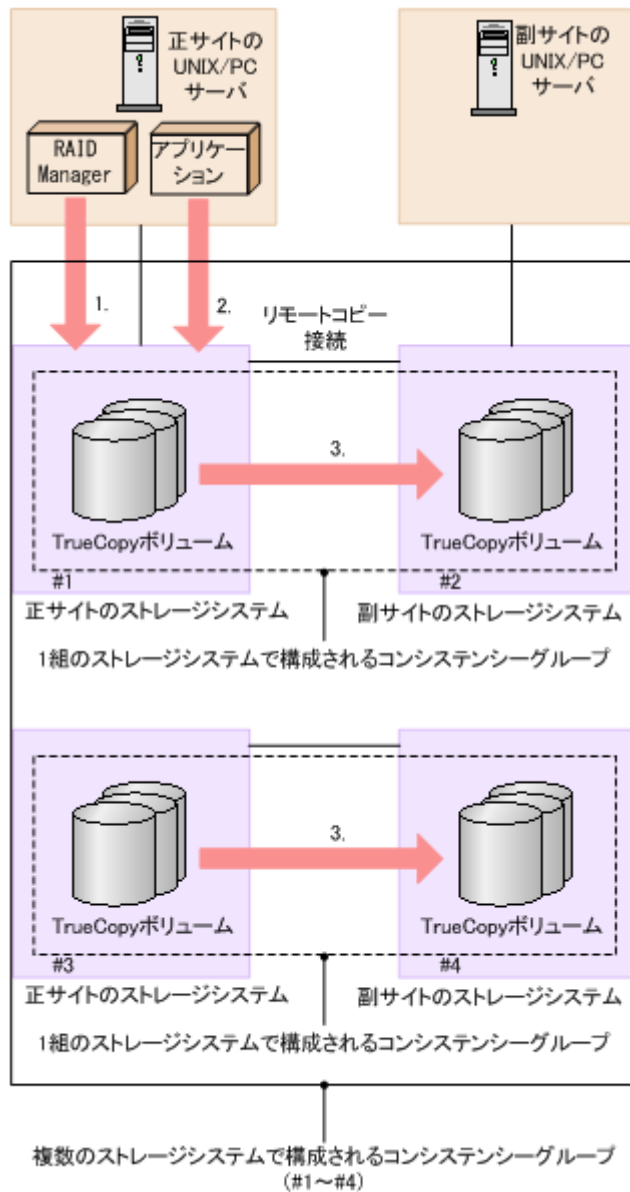 正サイトの
UNIX/PC
サーバ
副サイトの
UNIX/PC
サーバ
RAID
Manager
アプリケー
ション
1.
2.
リモートコピー
接続
3.
TrueCopyボリューム
TrueCopyボリューム
#1
#2
正サイトのストレージシステム
副サイトのストレージシステム
1組のストレージシステムで構成されるコンシステンシーグループ
3.
TrueCopyボリューム
TrueCopyボリューム
#3
#4
正サイトのストレージシステム
副サイトのストレージシステム
1組のストレージシステムで構成されるコンシステンシーグループ
複数のストレージシステムで構成されるコンシステンシーグループ
(#1～#4)